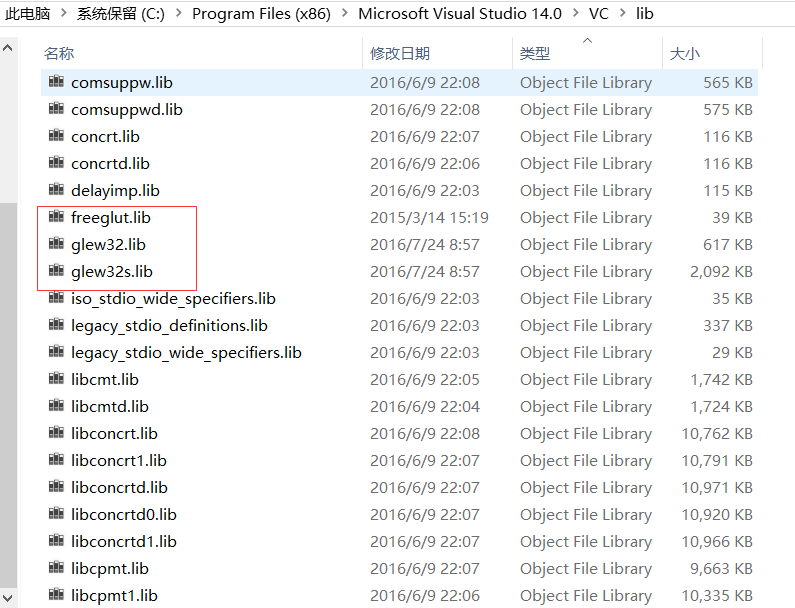 此电脑 > 系统保留 (C:) > Program Files (x86) > Microsoft Visual Studio 14.0 > VC > lib
名称 修改日期 类型 大小
comsuppw.lib 2016/6/9 22:08 Object File Library 565 KB
comsuppwd.lib 2016/6/9 22:08 Object File Library 575 KB
concrt.lib 2016/6/9 22:07 Object File Library 116 KB
concrtd.lib 2016/6/9 22:06 Object File Library 116 KB
delayimp.lib 2016/6/9 22:03 Object File Library 115 KB
freeglut.lib 2015/3/14 15:19 Object File Library 39 KB
glew32.lib 2016/7/24 8:57 Object File Library 617 KB
glew32s.lib 2016/7/24 8:57 Object File Library 2,092 KB
iso_stdio_wide_specifiers.lib 2016/6/9 22:03 Object File Library 35 KB
legacy_stdio_definitions.lib 2016/6/9 22:03 Object File Library 337 KB
legacy_stdio_wide_specifiers.lib 2016/6/9 22:03 Object File Library 29 KB
libcmt.lib 2016/6/9 22:05 Object File Library 1,742 KB
libcmtd.lib 2016/6/9 22:04 Object File Library 1,724 KB
libconcrt.lib 2016/6/9 22:08 Object File Library 10,762 KB
libconcrt1.lib 2016/6/9 22:07 Object File Library 10,791 KB
libconcrtd.lib 2016/6/9 22:07 Object File Library 10,971 KB
libconcrtd0.lib 2016/6/9 22:07 Object File Library 10,920 KB
libconcrtd1.lib 2016/6/9 22:07 Object File Library 10,966 KB
libcpmt.lib 2016/6/9 22:07 Object File Library 9,663 KB
libcpmt1.lib 2016/6/9 22:06 Object File Library 10,335 KB